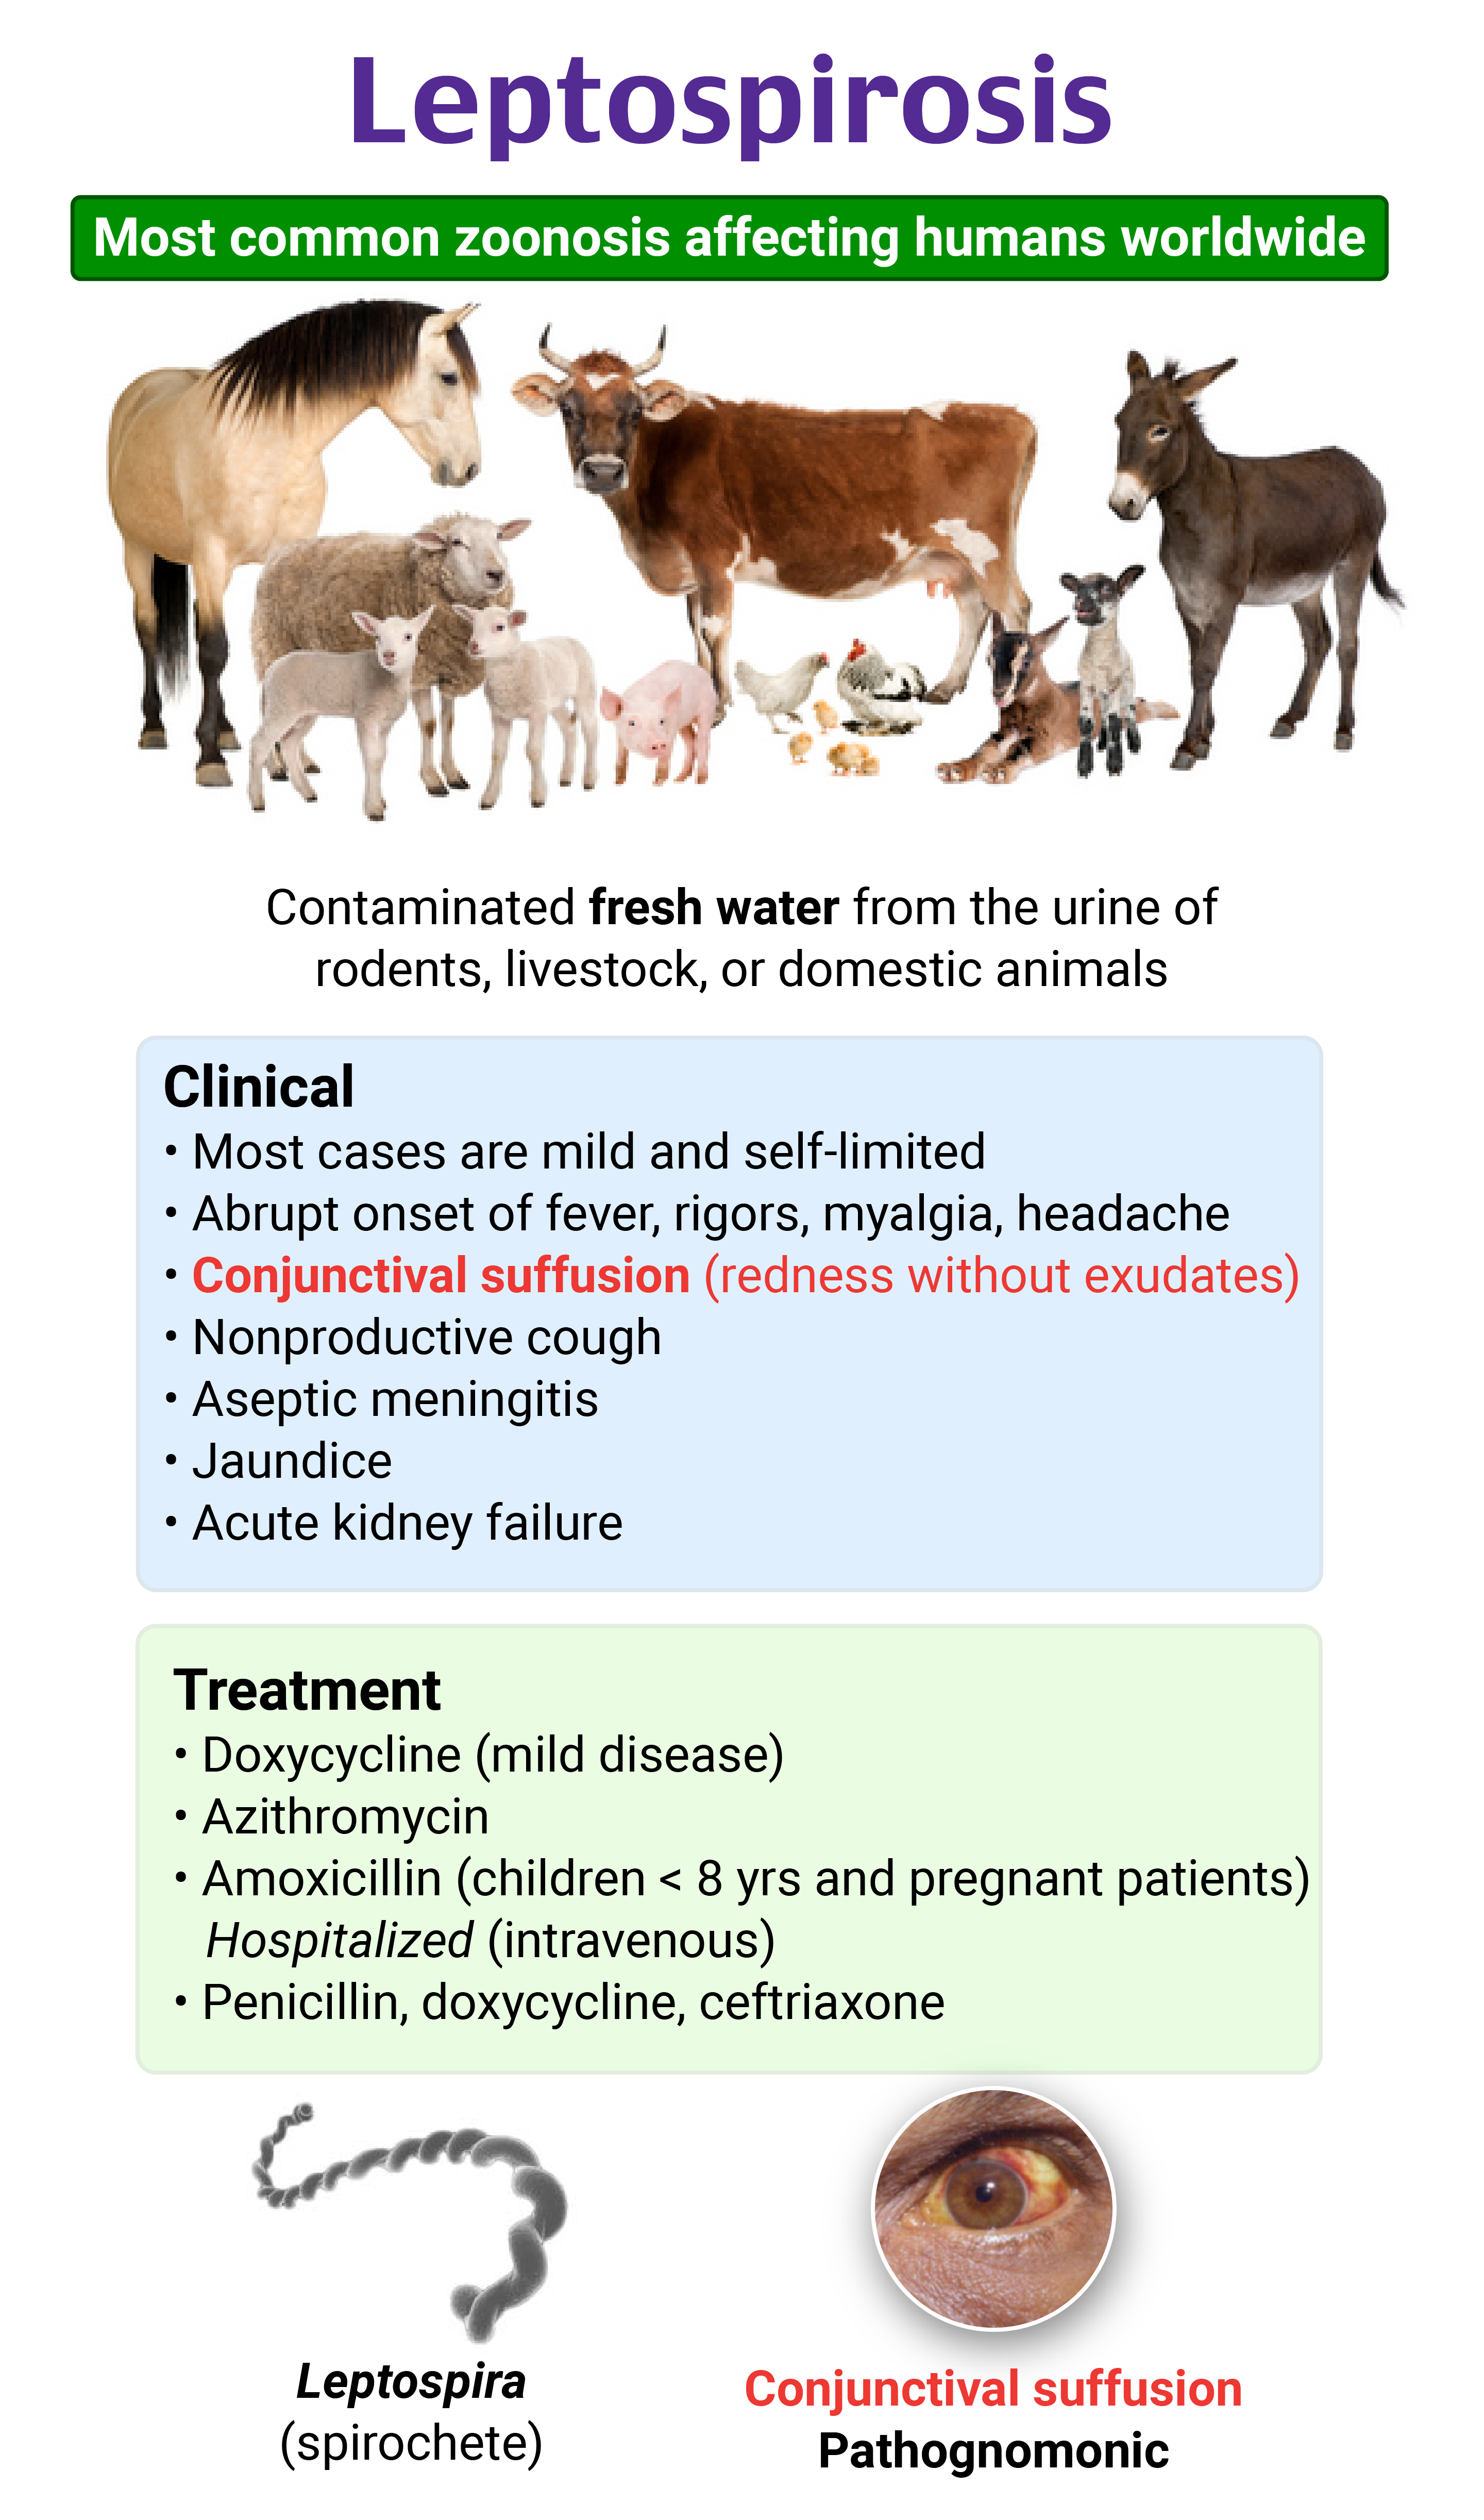 Leptospirosis
Most common zoonosis affecting humans worldwide
Contaminated fresh water from the urine of
rodents, livestock, or domestic animals
Clinical
• Most cases are mild and self-limited
• Abrupt onset of fever, rigors, myalgia, headache
• Conjunctival suffusion (redness without exudates)
• Nonproductive cough
• Aseptic meningitis
• Jaundice
• Acute kidney failure
Treatment
• Doxycycline (mild disease)
• Azithromycin
• Amoxicillin (children < 8 yrs and pregnant patients)
Hospitalized (intravenous)
• Penicillin, doxycycline, ceftriaxone
Leptospira
(spirochete)
Conjunctival suffusion
Pathognomonic